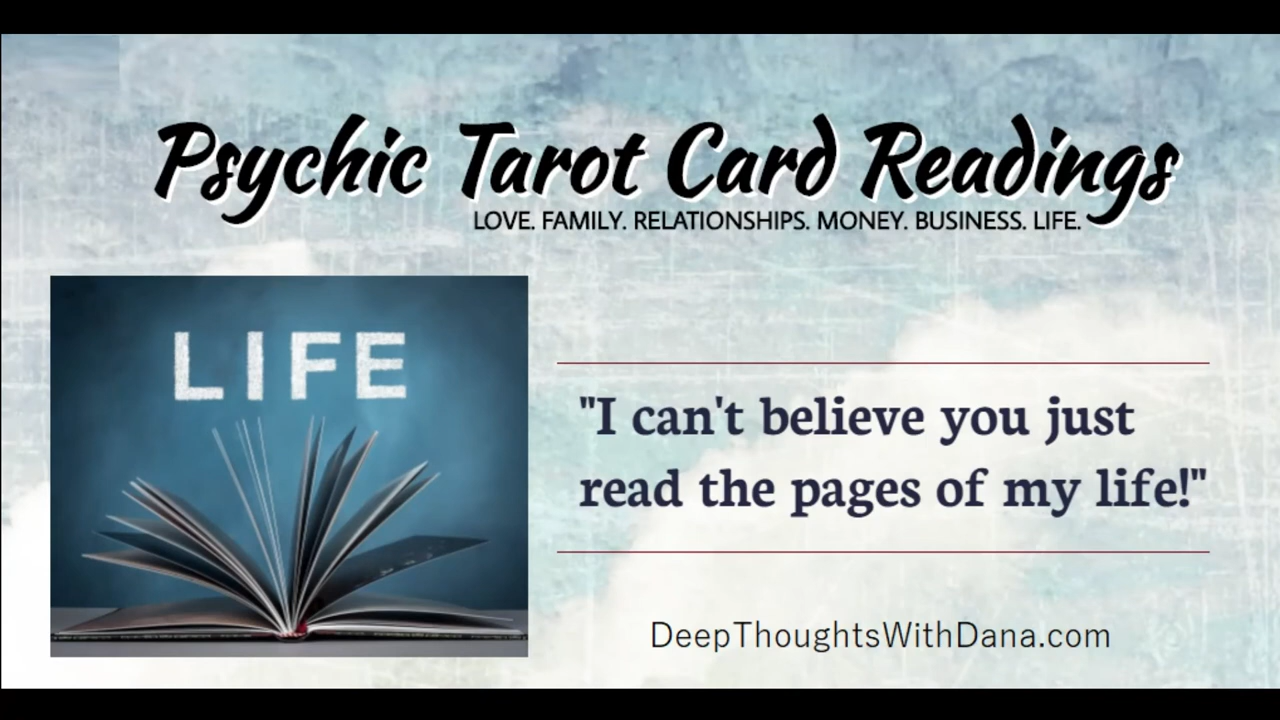 Psychic Tarot Card Readings
LOVE. FAMILY. RELATIONSHIPS. MONEY. BUSINESS. LIFE.
LIFE
"I can't believe you just
read the pages of my life!"
DeepThoughtsWithDana.com